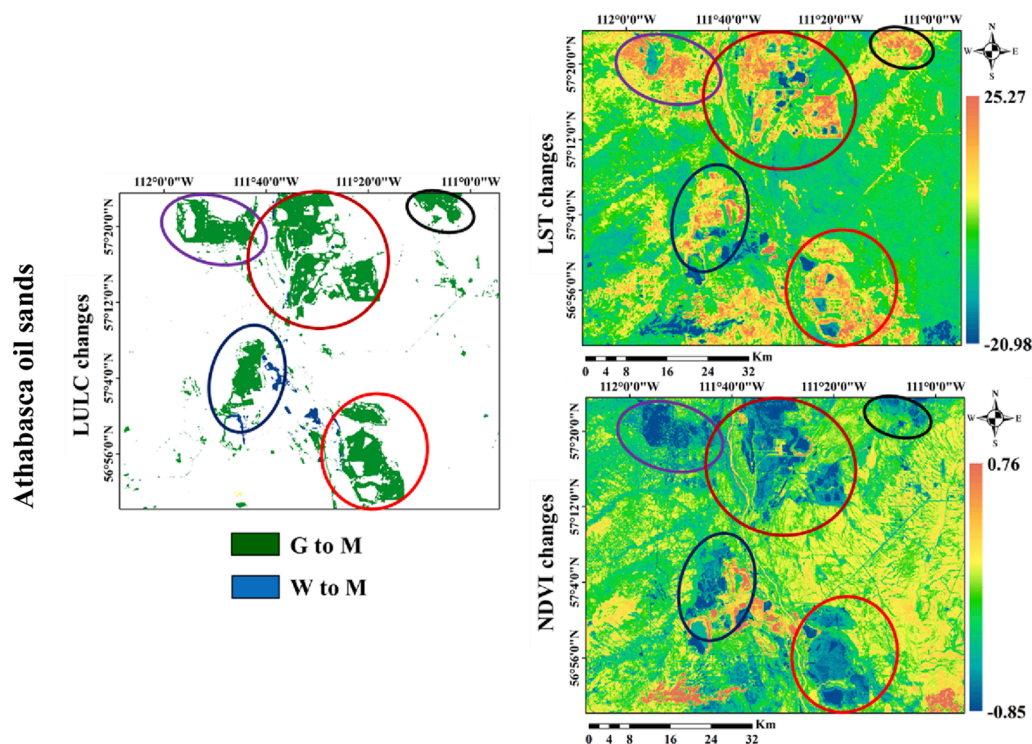 Athabasca oil sands
LULC changes
112°0'0"W 111°40'0"W 111°20'0"W 111°0'0"W
57°20'0"N
57°12'0"N
57°4'0"N
56°56'0"N
G to M
W to M
LST changes
112°0'0"W 111°40'0"W 111°20'0"W 111°0'0"W
57°20'0"N
57°12'0"N
57°4'0"N
56°56'0"N
N
W E
S
25.27
-20.98
Km
0 4 8 16 24 32
NDVI changes
112°0'0"W 111°40'0"W 111°20'0"W 111°0'0"W
57°20'0"N
57°12'0"N
57°4'0"N
56°56'0"N
N
W E
S
0.76
-0.85
Km
0 4 8 16 24 32